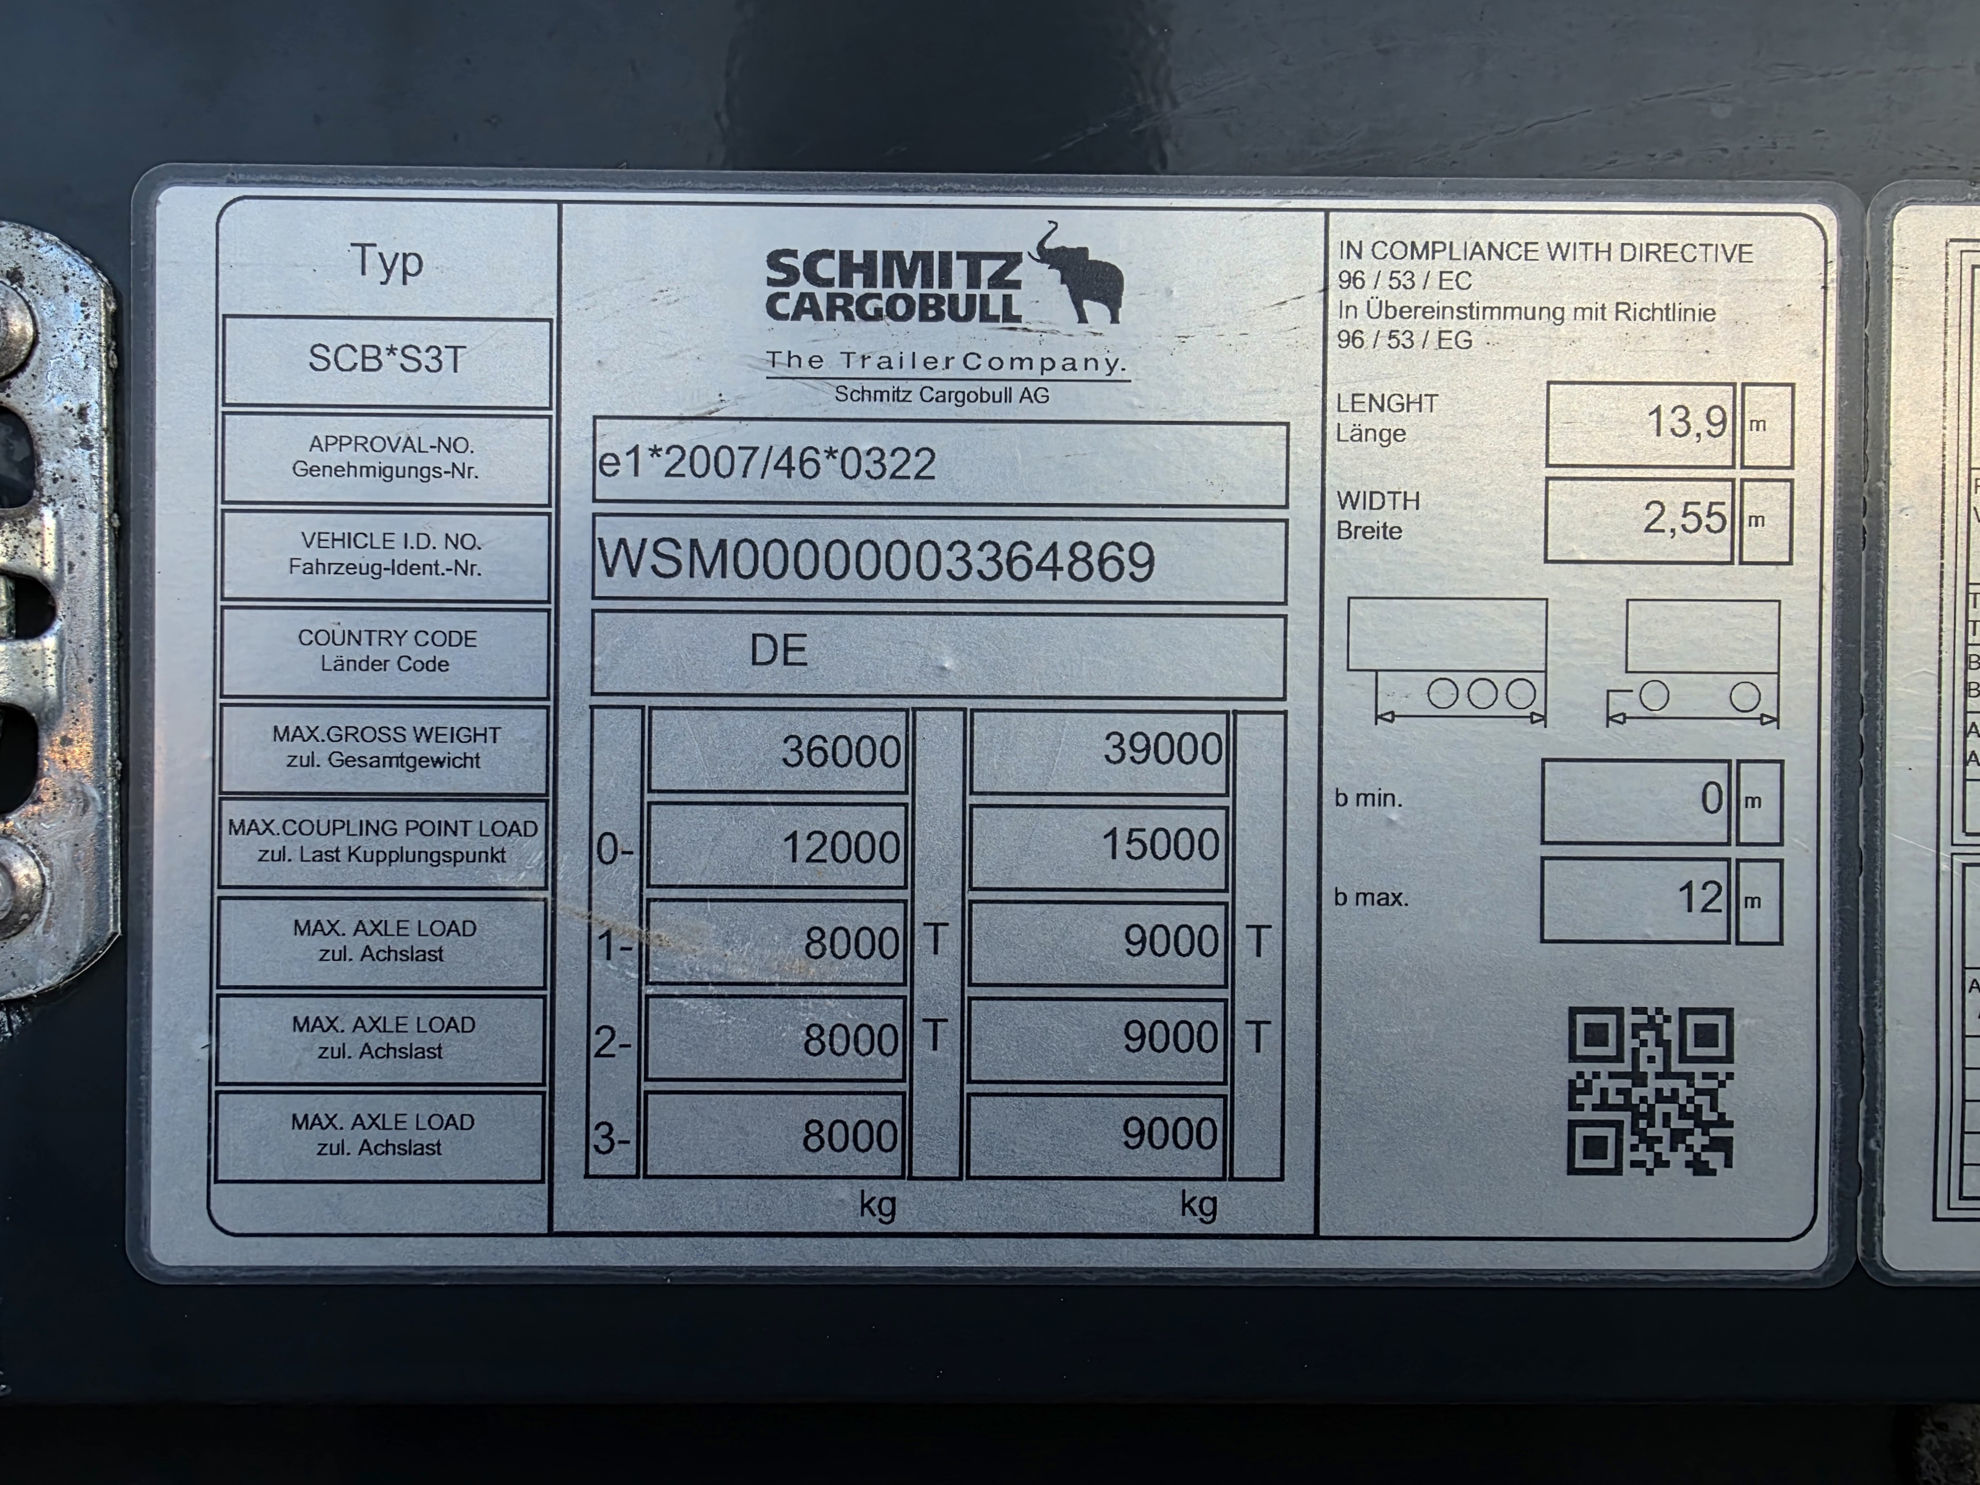 Typ
SCB*S3T
SCHMITZ
CARGOBULL
The TrailerCompany.
Schmitz Cargobull AG
APPROVAL-NO.
Genehmigungs-Nr.
e1*2007/46*0322
VEHICLE I.D. NO.
Fahrzeug-Ident.-Nr.
WSM00000003364869
COUNTRY CODE
Länder Code
DE
MAX.GROSS WEIGHT
zul. Gesamtgewicht
36000 39000
MAX.COUPLING POINT LOAD
zul. Last Kupplungspunkt
0- 12000 15000
MAX. AXLE LOAD
zul. Achslast
1- 8000 T 9000 T
MAX. AXLE LOAD
zul. Achslast
2- 8000 T 9000 T
MAX. AXLE LOAD
zul. Achslast
3- 8000 9000
kg kg
IN COMPLIANCE WITH DIRECTIVE
96 / 53 / EC
In Übereinstimmung mit Richtlinie
96 / 53 / EG
LENGHT
Länge
13,9 m
WIDTH
Breite
2,55 m
b min. 0 m
b max. 12 m